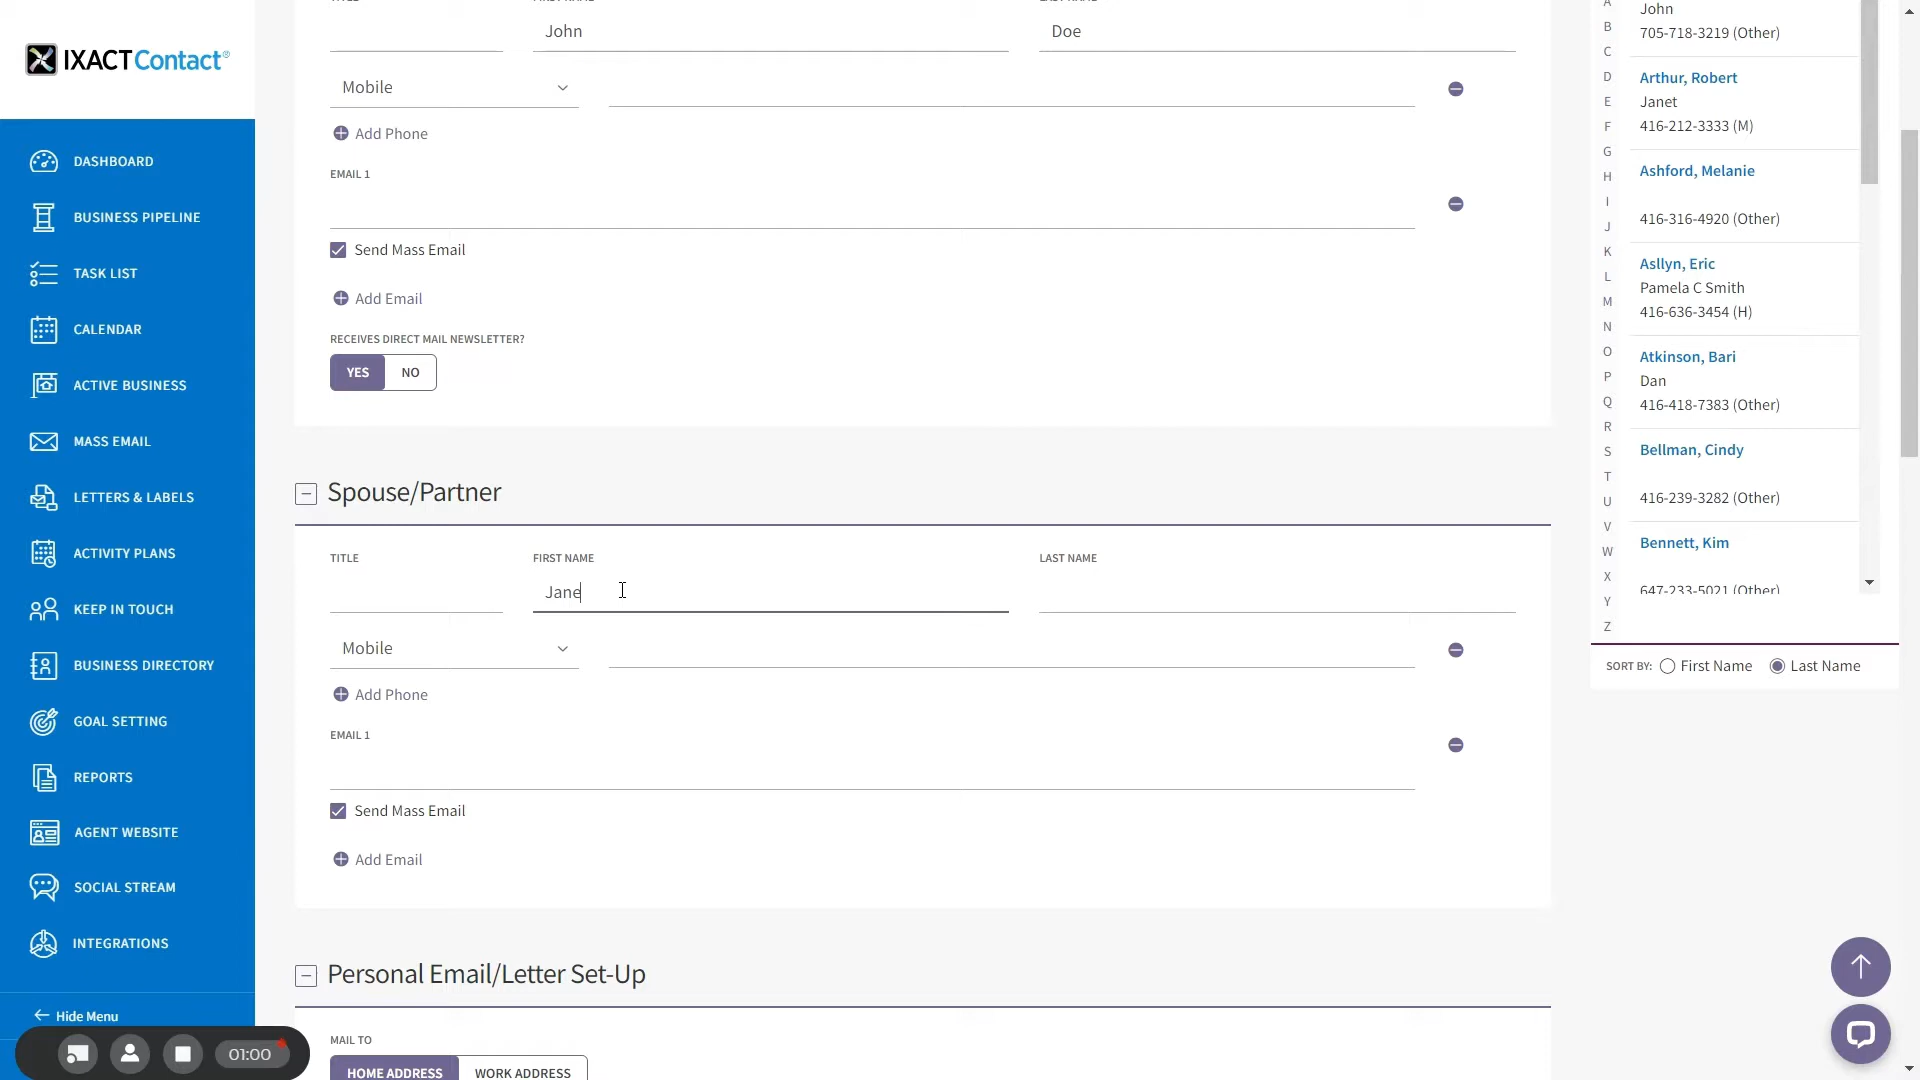 IXACTContact®
DASHBOARD
BUSINESS PIPELINE
TASK LIST
CALENDAR
ACTIVE BUSINESS
MASS EMAIL
LETTERS & LABELS
ACTIVITY PLANS
KEEP IN TOUCH
BUSINESS DIRECTORY
GOAL SETTING
REPORTS
AGENT WEBSITE
SOCIAL STREAM
INTEGRATIONS
Hide Menu
01:00
John
Doe
Mobile
Add Phone
EMAIL 1
Send Mass Email
Add Email
RECEIVES DIRECT MAIL NEWSLETTER?
YES NO
Spouse/Partner
TITLE
FIRST NAME
LAST NAME
Jane
Mobile
Add Phone
EMAIL 1
Send Mass Email
Add Email
Personal Email/Letter Set-Up
MAIL TO
HOME ADDRESS WORK ADDRESS
A
B
C
D
E
F
G
H
I
J
K
L
M
N
O
P
Q
R
S
T
U
V
W
X
Y
Z
John
705-718-3219 (Other)
Arthur, Robert
Janet
416-212-3333 (M)
Ashford, Melanie
416-316-4920 (Other)
Asllyn, Eric
Pamela C Smith
416-636-3454 (H)
Atkinson, Bari
Dan
416-418-7383 (Other)
Bellman, Cindy
416-239-3282 (Other)
Bennett, Kim
647-233-5021 (Other)
SORT BY: First Name Last Name